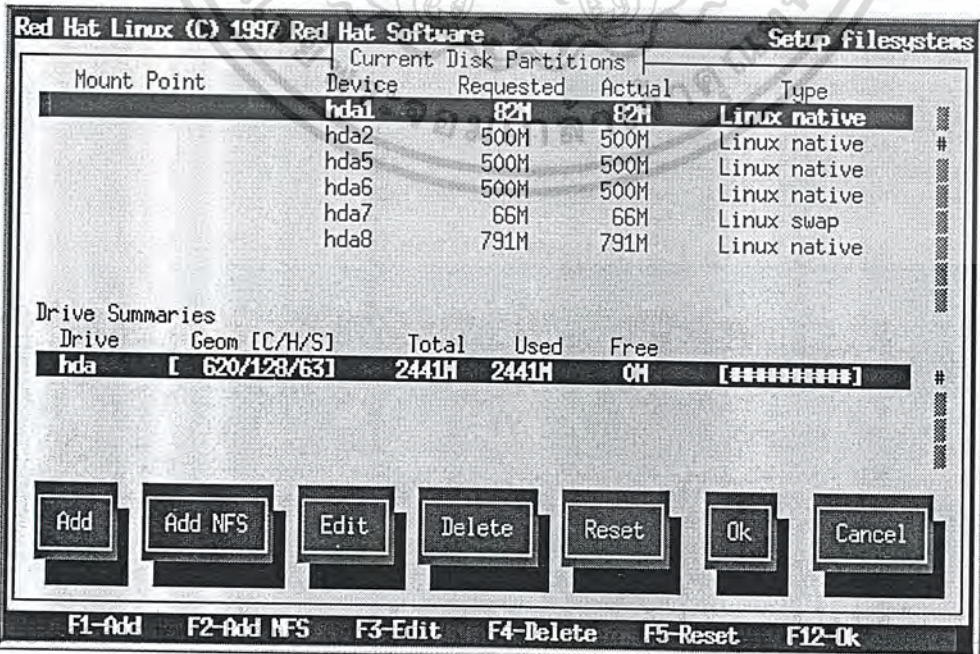 Red Hat Linux (C) 1997 Red Hat Software Setup filesystems
Current Disk Partitions
Mount Point Device Requested Actual Type
hda1 82M 82M Linux native
hda2 500M 500M Linux native
hda5 500M 500M Linux native
hda6 500M 500M Linux native
hda7 66M 66M Linux swap
hda8 791M 791M Linux native
Drive Summaries
Drive Geom [C/H/S] Total Used Free
hda [ 620/128/63] 2441M 2441M 0M [##########]
Add Add NFS Edit Delete Reset Ok Cancel
F1-Add F2-Add NFS F3-Edit F4-Delete F5-Reset F12-Ok